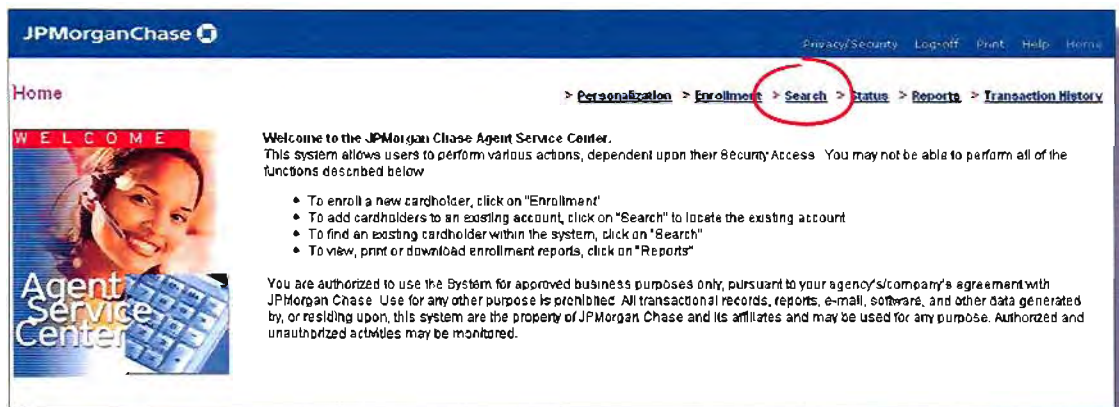 JPMorganChase
Privacy/Security Log-off Print Help Home
Home
> Personalization > Enrollment > Search > Status > Reports > Transaction History
WELCOME
Agent
Service
Center
Welcome to the JPMorgan Chase Agent Service Center.
This system allows users to perform various actions, dependent upon their Security Access. You may not be able to perform all of the
functions described below
• To enroll a new cardholder, click on "Enrollment"
• To add cardholders to an existing account, click on "Search" to locate the existing account
• To find an existing cardholder within the system, click on "Search"
• To view, print or download enrollment reports, click on "Reports"
You are authorized to use the System for approved business purposes only, pursuant to your agency's/company's agreement with
JPMorgan Chase. Use for any other purpose is prohibited. All transactional records, reports, e-mail, software, and other data generated
by, or residing upon, this system are the property of JPMorgan Chase and its affiliates and may be used for any purpose. Authorized and
unauthorized activities may be monitored.